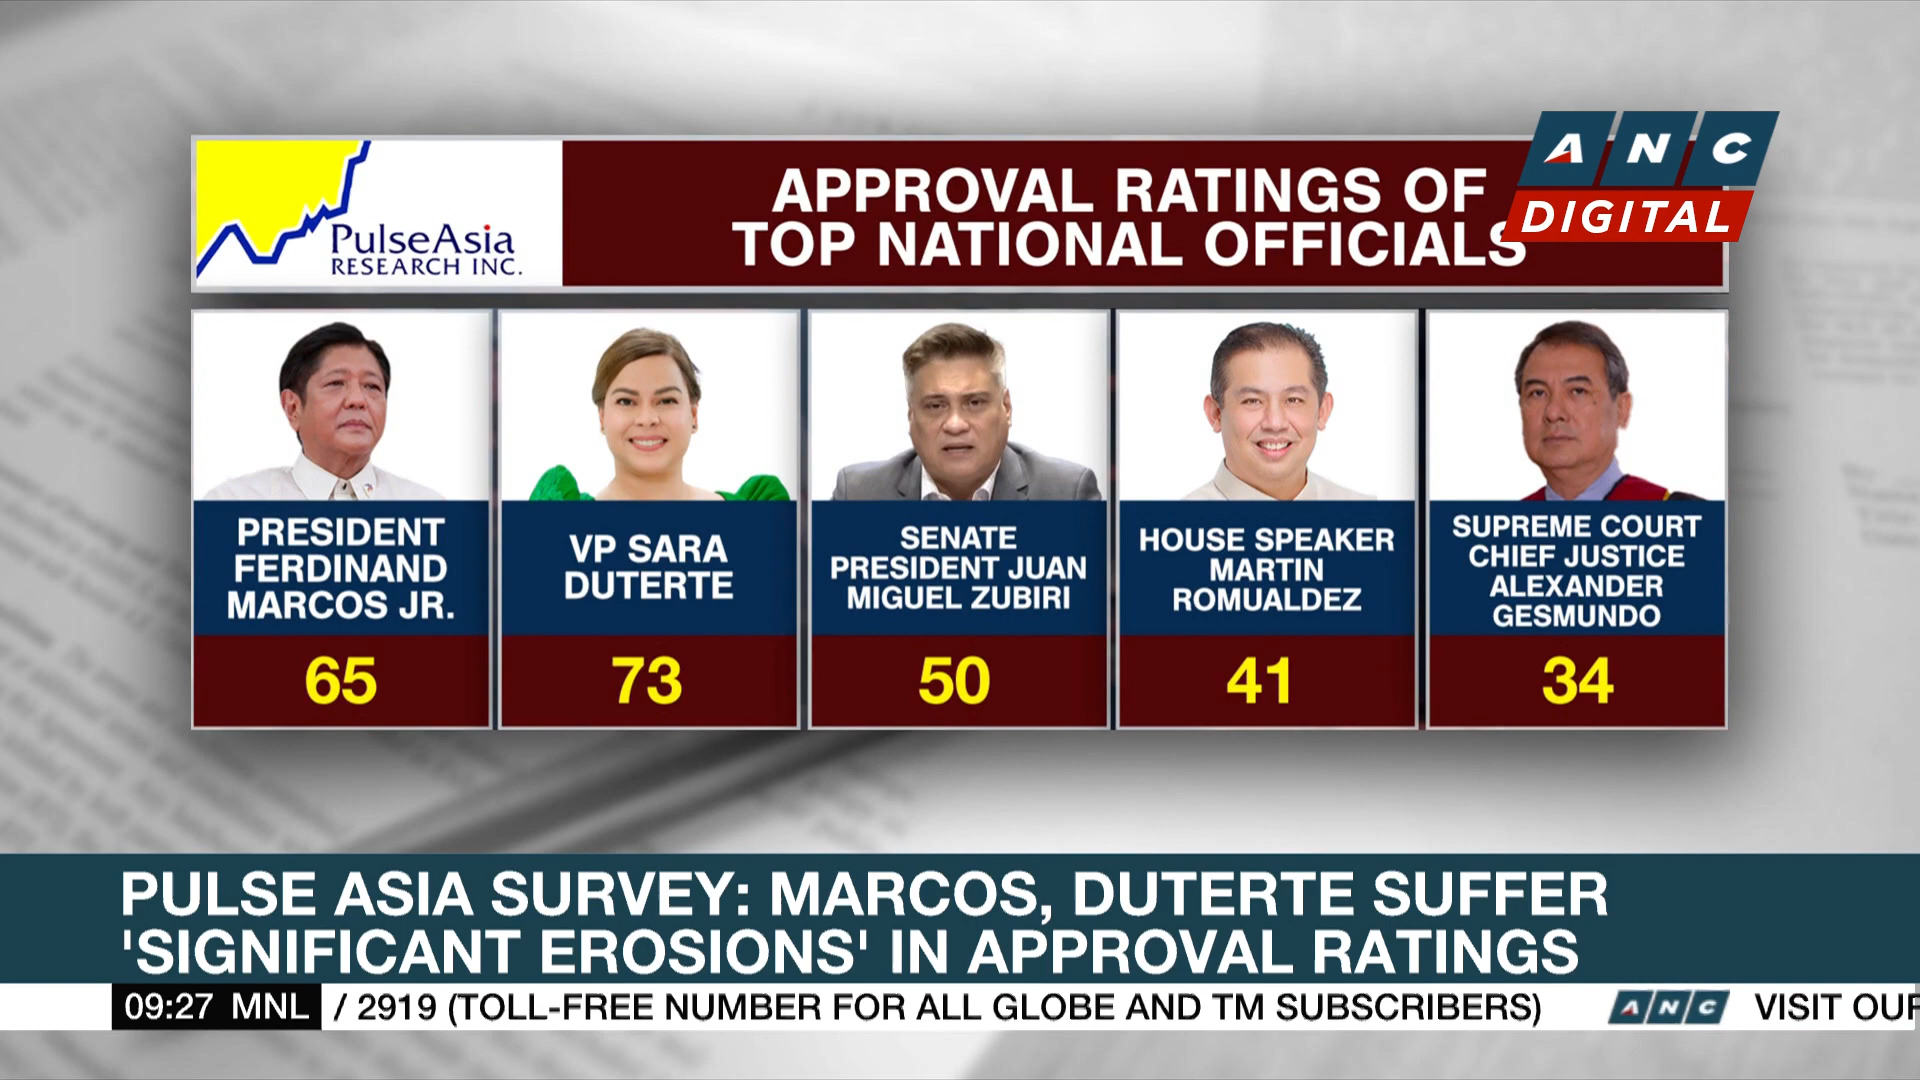 PulseAsia
RESEARCH INC.
APPROVAL RATINGS OF
TOP NATIONAL OFFICIALS
ANC
DIGITAL
PRESIDENT
FERDINAND
MARCOS JR.
65
VP SARA
DUTERTE
73
SENATE
PRESIDENT JUAN
MIGUEL ZUBIRI
50
HOUSE SPEAKER
MARTIN
ROMUALDEZ
41
SUPREME COURT
CHIEF JUSTICE
ALEXANDER
GESMUNDO
34
PULSE ASIA SURVEY: MARCOS, DUTERTE SUFFER
'SIGNIFICANT EROSIONS' IN APPROVAL RATINGS
09:27 MNL / 2919 (TOLL-FREE NUMBER FOR ALL GLOBE AND TM SUBSCRIBERS) ANC VISIT OUR